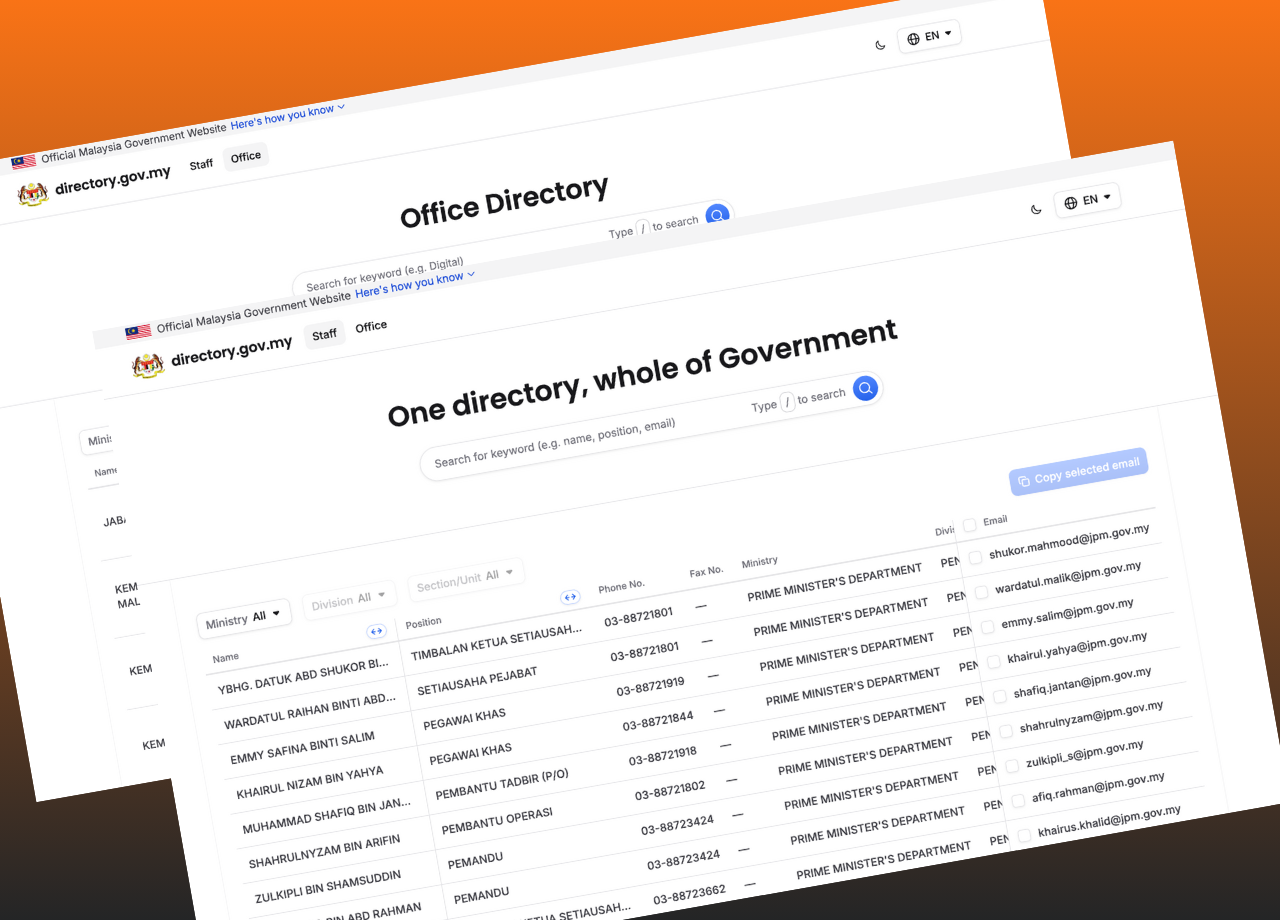 Official Malaysia Government Website Here's how you know
directory.gov.my Staff Office
EN
Office Directory
Search for keyword (e.g. Digital) Type / to search
Name
KEM
MAL
KEM
KEM
Official Malaysia Government Website Here's how you know
directory.gov.my Staff Office
EN
One directory, whole of Government
Search for keyword (e.g. name, position, email) Type / to search
Copy selected email
Ministry All Division All Section/Unit All
Name Position Phone No. Fax No. Ministry Email
YBHG. DATUK ABD SHUKOR BI... TIMBALAN KETUA SETIAUSAH... 03-88721801 — PRIME MINISTER'S DEPARTMENT PEN shukor.mahmood@jpm.gov.my
WARDATUL RAIHAN BINTI ABD... SETIAUSAHA PEJABAT 03-88721801 — PRIME MINISTER'S DEPARTMENT PEN wardatul.malik@jpm.gov.my
EMMY SAFINA BINTI SALIM PEGAWAI KHAS 03-88721919 — PRIME MINISTER'S DEPARTMENT PEN emmy.salim@jpm.gov.my
KHAIRUL NIZAM BIN YAHYA PEGAWAI KHAS 03-88721844 — PRIME MINISTER'S DEPARTMENT PEN khairul.yahya@jpm.gov.my
MUHAMMAD SHAFIQ BIN JAN... PEMBANTU TADBIR (P/O) 03-88721918 — PRIME MINISTER'S DEPARTMENT PEN shafiq.jantan@jpm.gov.my
SHAHRULNYZAM BIN ARIFIN PEMBANTU OPERASI 03-88721802 — PRIME MINISTER'S DEPARTMENT PEN shahrulnyzam@jpm.gov.my
ZULKIPLI BIN SHAMSUDDIN PEMANDU 03-88723424 — PRIME MINISTER'S DEPARTMENT PEN zulkipli_s@jpm.gov.my
BIN ABD RAHMAN PEMANDU 03-88723424 — PRIME MINISTER'S DEPARTMENT PEN afiq.rahman@jpm.gov.my
SETIAUSAH... 03-88723662 — PRIME MINISTER'S DEPARTMENT PEN khairus.khalid@jpm.gov.my